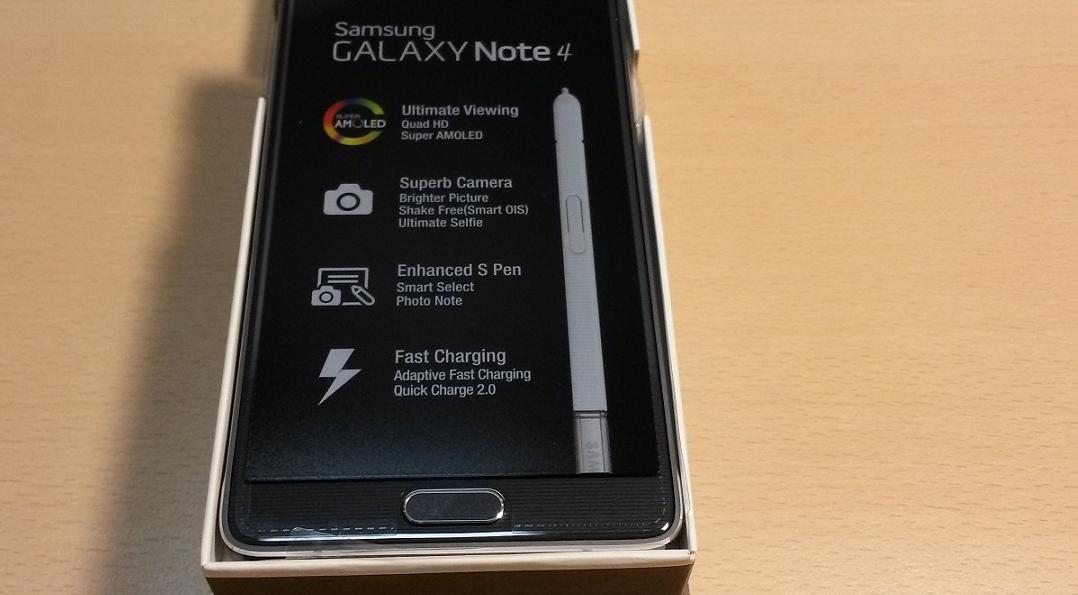 Samsung
GALAXY Note 4
SUPER
AMOLED
Ultimate Viewing
Quad HD
Super AMOLED
Superb Camera
Brighter Picture
Shake Free(Smart OIS)
Ultimate Selfie
Enhanced S Pen
Smart Select
Photo Note
Fast Charging
Adaptive Fast Charging
Quick Charge 2.0
SAM